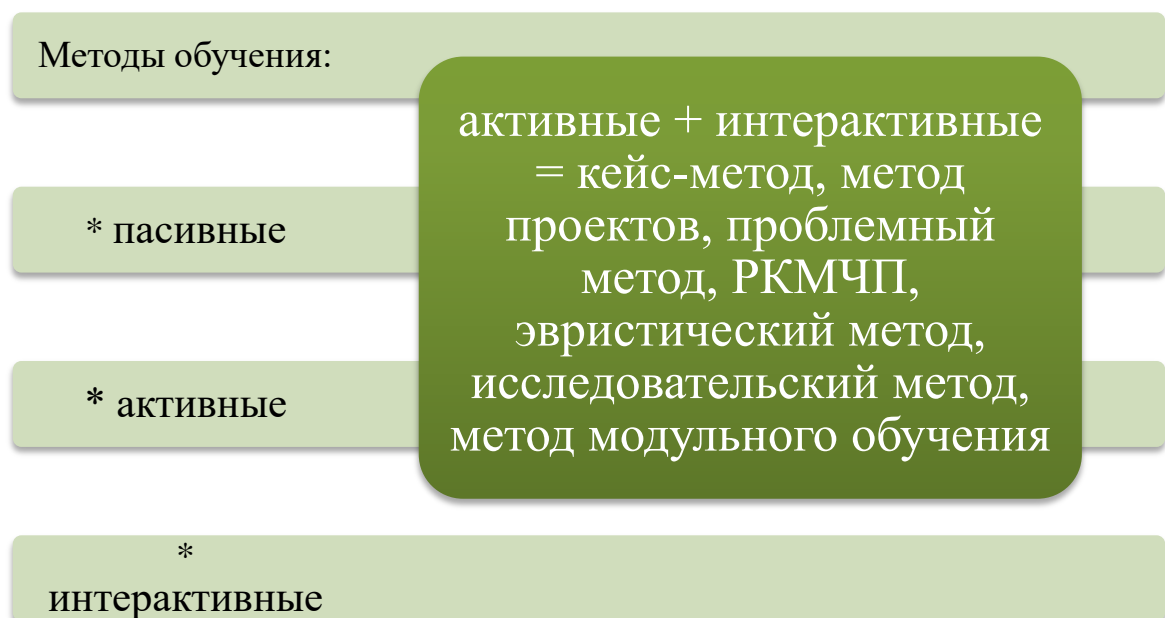 Методы обучения:
* пасивные
* активные
*
интерактивные
активные + интерактивные
= кейс-метод, метод
проектов, проблемный
метод, РКМЧП,
эвристический метод,
исследовательский метод,
метод модульного обучения